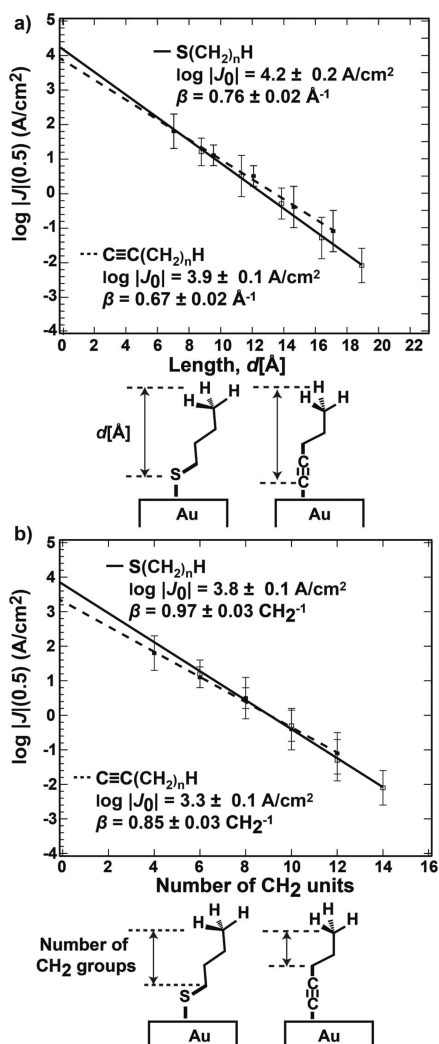 a)
5
4
3
2
1
0
-1
-2
-3
-4
log |J|(0.5) (A/cm²)
S(CH₂)ₙH
log |J₀| = 4.2 ± 0.2 A/cm²
β = 0.76 ± 0.02 Å⁻¹
C≡C(CH₂)ₙH
log |J₀| = 3.9 ± 0.1 A/cm²
β = 0.67 ± 0.02 Å⁻¹
0 2 4 6 8 10 12 14 16 18 20 22
Length, d[Å]
d[Å]
H
H
H
S
Au
H
H
H
C
C
Au
b)
5
4
3
2
1
0
-1
-2
-3
-4
log |J|(0.5) (A/cm²)
S(CH₂)ₙH
log |J₀| = 3.8 ± 0.1 A/cm²
β = 0.97 ± 0.03 CH₂⁻¹
C≡C(CH₂)ₙH
log |J₀| = 3.3 ± 0.1 A/cm²
β = 0.85 ± 0.03 CH₂⁻¹
0 2 4 6 8 10 12 14 16
Number of CH₂ units
Number of
CH₂ groups
H
H
H
S
Au
H
H
H
C
C
Au